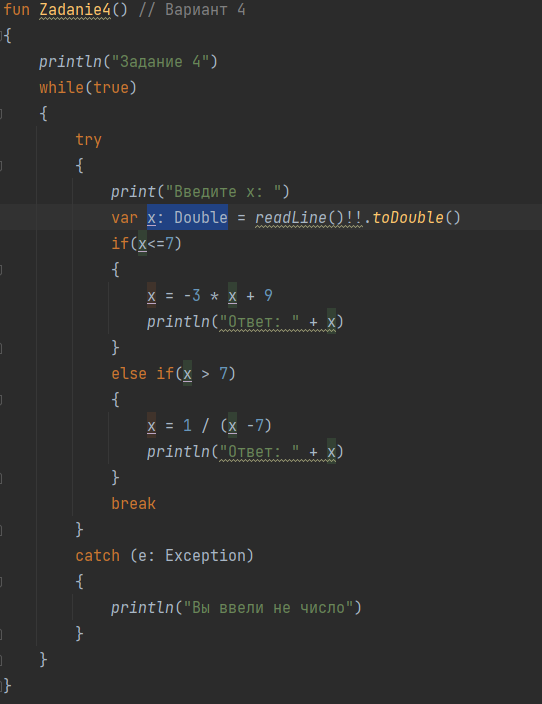 fun Zadanie4() // Вариант 4
{
println("Задание 4")
while(true)
{
try
{
print("Введите x: ")
var x: Double = readLine()!!.toDouble()
if(x<=7)
{
x = -3 * x + 9
println("Ответ: " + x)
}
else if(x > 7)
{
x = 1 / (x -7)
println("Ответ: " + x)
}
break
}
catch (e: Exception)
{
println("Вы ввели не число")
}
}
}